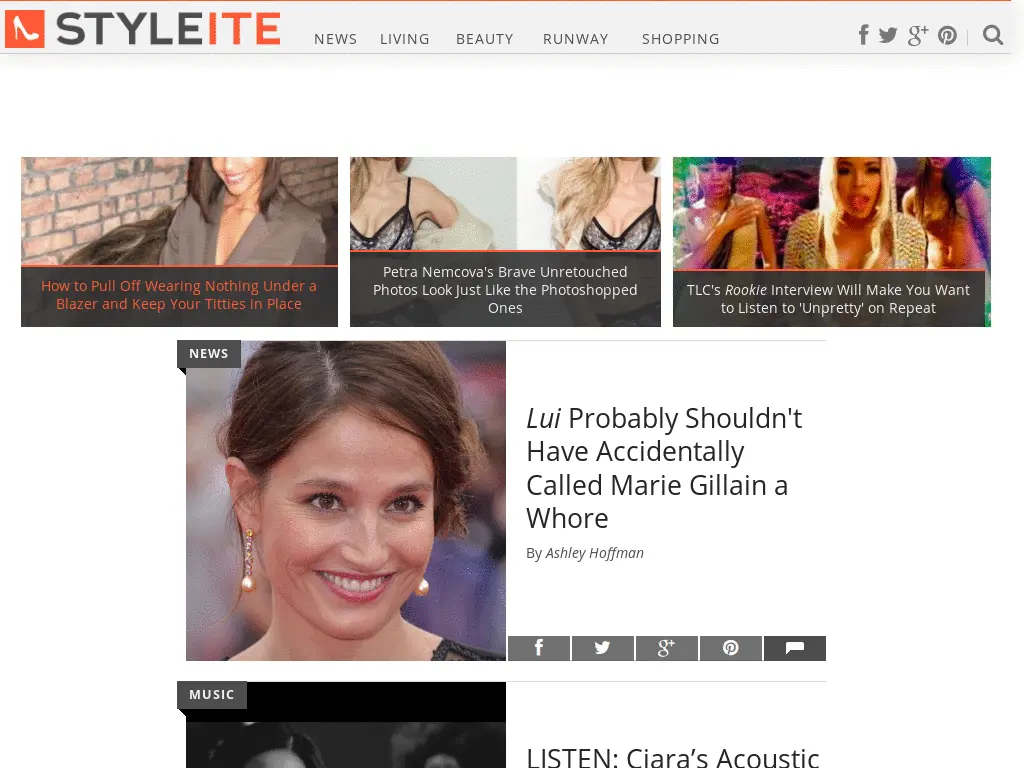 STYLEITE
NEWS LIVING BEAUTY RUNWAY SHOPPING
How to Pull Off Wearing Nothing Under a
Blazer and Keep Your Titties in Place
Petra Nemcova's Brave Unretouched
Photos Look Just Like the Photoshopped
Ones
TLC's Rookie Interview Will Make You Want
to Listen to 'Unpretty' on Repeat
NEWS
Lui Probably Shouldn't
Have Accidentally
Called Marie Gillain a
Whore
By Ashley Hoffman
MUSIC
LISTEN: Ciara’s Acoustic